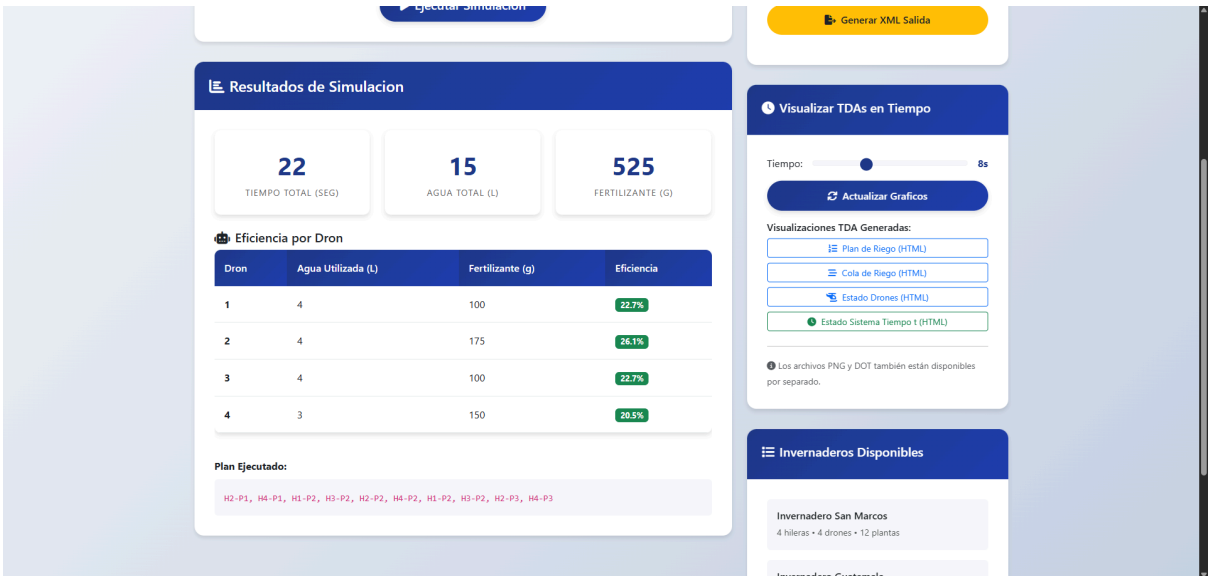 Ejecutar Simulación
Resultados de Simulacion
22
TIEMPO TOTAL (SEG)
15
AGUA TOTAL (L)
525
FERTILIZANTE (G)
Eficiencia por Dron
Dron Agua Utilizada (L) Fertilizante (g) Eficiencia
1 4 100 22.7%
2 4 175 26.1%
3 4 100 22.7%
4 3 150 20.5%
Plan Ejecutado:
H2-P1, H4-P1, H1-P2, H3-P2, H2-P2, H4-P2, H1-P2, H3-P2, H2-P3, H4-P3
Generar XML Salida
Visualizar TDAs en Tiempo
Tiempo: 8s
Actualizar Graficos
Visualizaciones TDA Generadas:
Plan de Riego (HTML)
Cola de Riego (HTML)
Estado Drones (HTML)
Estado Sistema Tiempo t (HTML)
Los archivos PNG y DOT también están disponibles
por separado.
Invernaderos Disponibles
Invernadero San Marcos
4 hileras • 4 drones • 12 plantas
Invernadero Guatemala